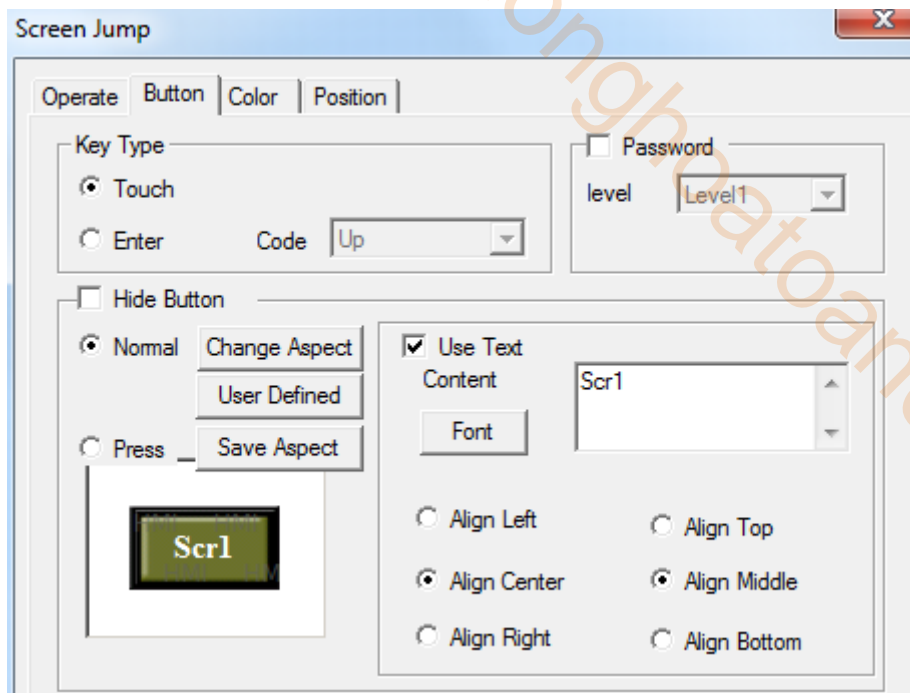 Screen Jump
Operate Button Color Position
Key Type
Touch
Enter Code Up
Password
level Level1
Hide Button
Normal Change Aspect
User Defined
Press Save Aspect
Use Text
Content Scr1
Font
Scr1
Align Left Align Top
Align Center Align Middle
Align Right Align Bottom